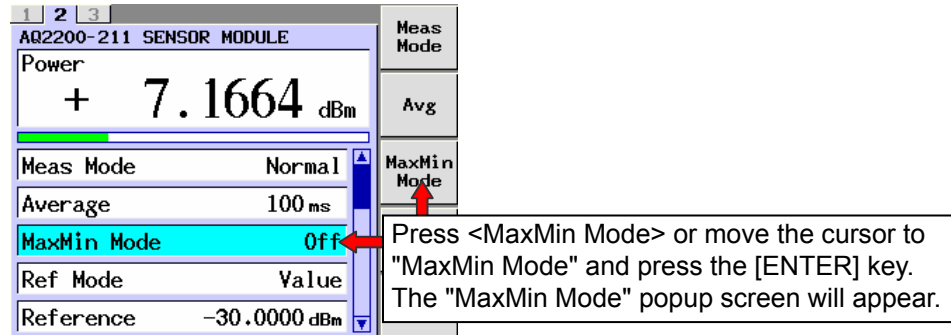 1 2 3
AQ2200-211 SENSOR MODULE
Power
+ 7.1664 dBm
Meas Mode Normal
Average 100 ms
MaxMin Mode Off
Ref Mode Value
Reference -30.0000 dBm
Meas
Mode
Avg
MaxMin
Mode
Press <MaxMin Mode> or move the cursor to
"MaxMin Mode" and press the [ENTER] key.
The "MaxMin Mode" popup screen will appear.